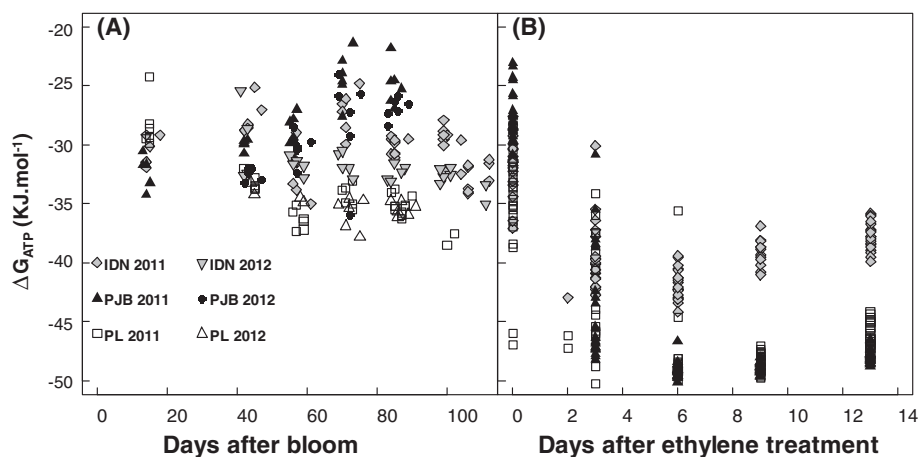 (A)
(B)
-20
-25
-30
-35
-40
-45
-50
ΔG_ATP (KJ.mol⁻¹)
IDN 2011
IDN 2012
PJB 2011
PJB 2012
PL 2011
PL 2012
0 20 40 60 80 100
0 2 4 6 8 10 12 14
Days after bloom
Days after ethylene treatment